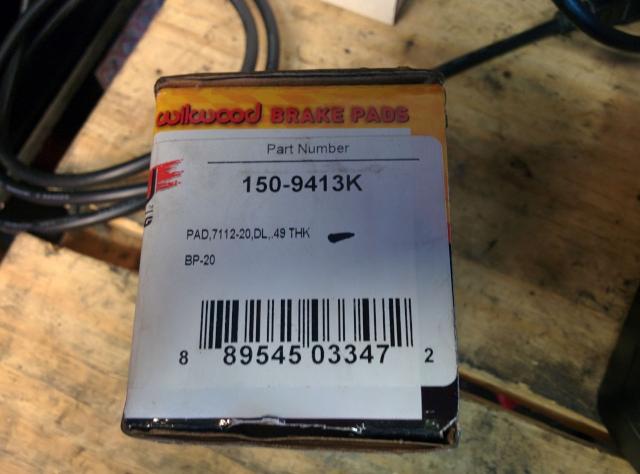 wilwood BRAKE PADS
Part Number
150-9413K
PAD,7112-20,DL,.49 THK
BP-20
8 89545 03347 2